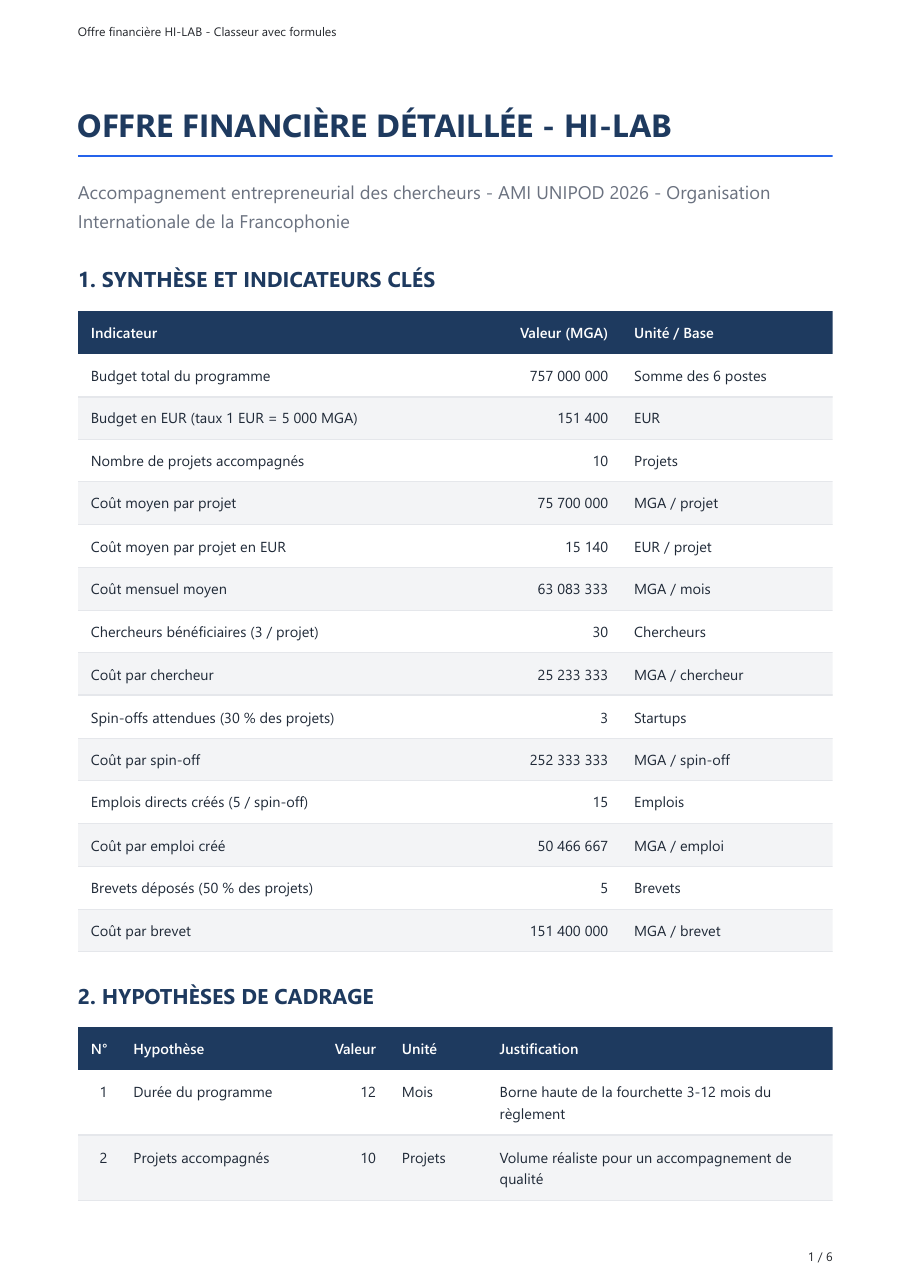 Offre financière HI-LAB - Classeur avec formules
OFFRE FINANCIÈRE DÉTAILLÉE - HI-LAB
Accompagnement entrepreneurial des chercheurs - AMI UNIPOD 2026 - Organisation
Internationale de la Francophonie
1. SYNTHÈSE ET INDICATEURS CLÉS
Indicateur Valeur (MGA) Unité / Base
Budget total du programme 757 000 000 Somme des 6 postes
Budget en EUR (taux 1 EUR = 5 000 MGA) 151 400 EUR
Nombre de projets accompagnés 10 Projets
Coût moyen par projet 75 700 000 MGA / projet
Coût moyen par projet en EUR 15 140 EUR / projet
Coût mensuel moyen 63 083 333 MGA / mois
Chercheurs bénéficiaires (3 / projet) 30 Chercheurs
Coût par chercheur 25 233 333 MGA / chercheur
Spin-offs attendues (30 % des projets) 3 Startups
Coût par spin-off 252 333 333 MGA / spin-off
Emplois directs créés (5 / spin-off) 15 Emplois
Coût par emploi créé 50 466 667 MGA / emploi
Brevets déposés (50 % des projets) 5 Brevets
Coût par brevet 151 400 000 MGA / brevet
2. HYPOTHÈSES DE CADRAGE
N° Hypothèse Valeur Unité Justification
1 Durée du programme 12 Mois Borne haute de la fourchette 3-12 mois du
règlement
2 Projets accompagnés 10 Projets Volume réaliste pour un accompagnement de
qualité
1 / 6